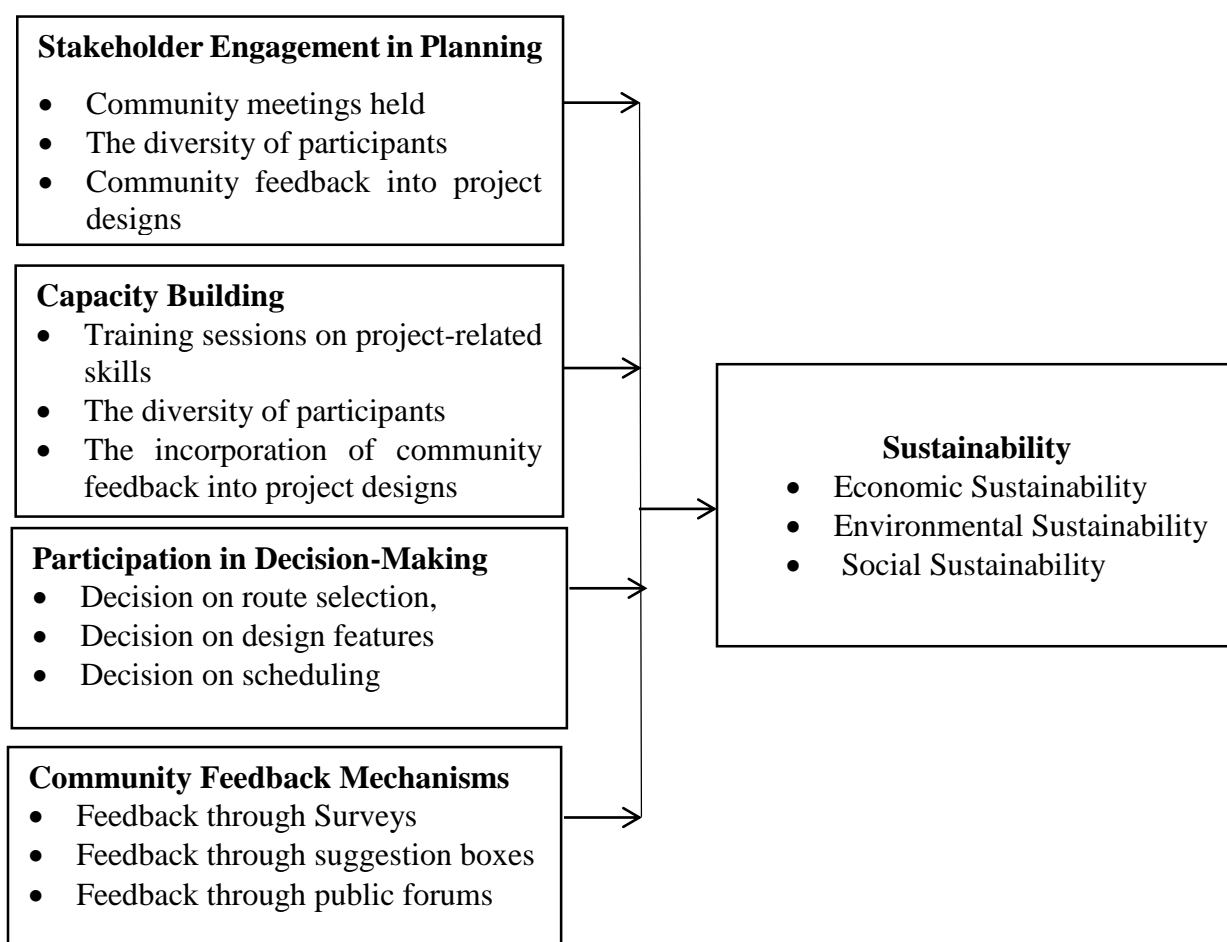 Stakeholder Engagement in Planning
• Community meetings held
• The diversity of participants
• Community feedback into project
designs
Capacity Building
• Training sessions on project-related
skills
• The diversity of participants
• The incorporation of community
feedback into project designs
Participation in Decision-Making
• Decision on route selection,
• Decision on design features
• Decision on scheduling
Community Feedback Mechanisms
• Feedback through Surveys
• Feedback through suggestion boxes
• Feedback through public forums
Sustainability
• Economic Sustainability
• Environmental Sustainability
• Social Sustainability